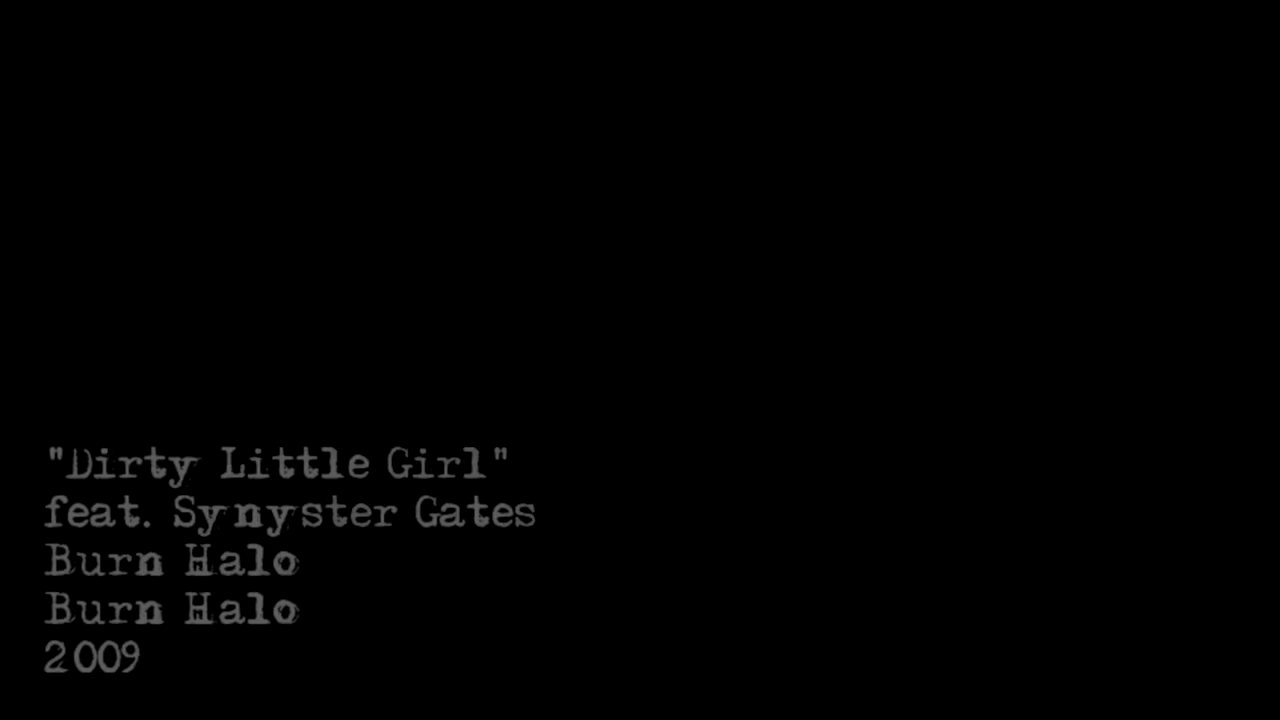 "Dirty Little Girl"
feat. Synyster Gates
Burn Halo
Burn Halo
2009